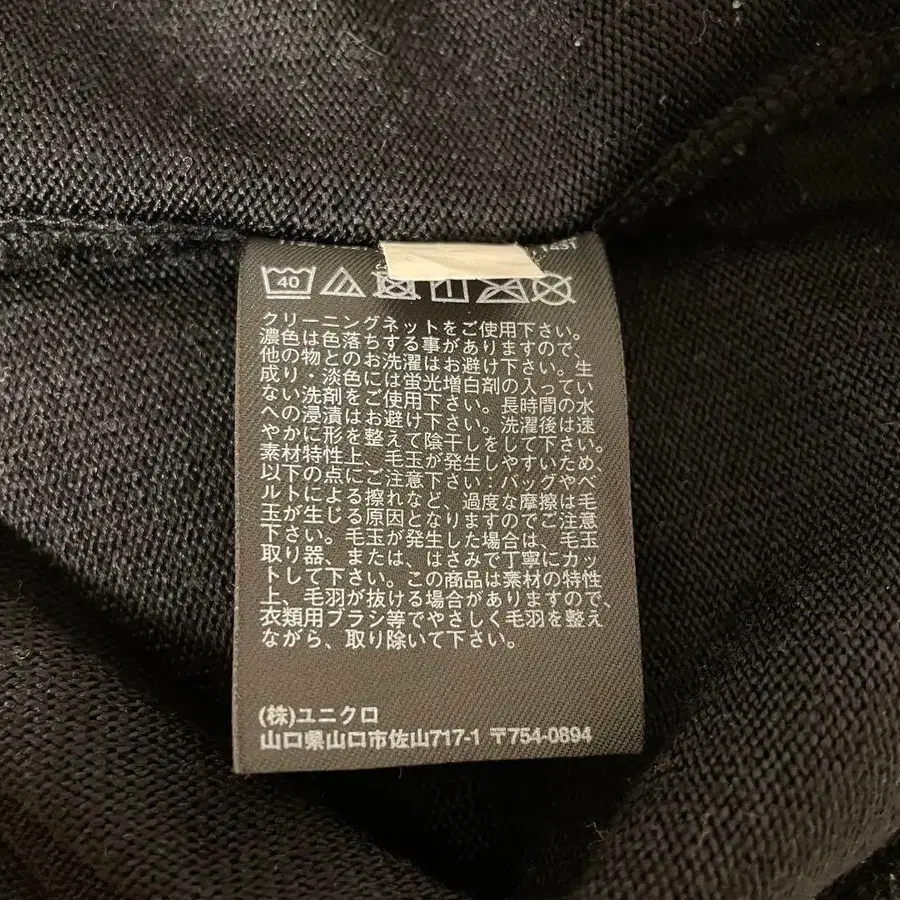 40
クリーニングネットをご使用下さい。
濃色は色落ちする事がありますので、
他の物とのお洗濯はお避け下さい。生
成り・淡色には蛍光増白剤の入ってい
ない洗剤をご使用下さい。長時間の水
への浸漬はお避け下さい。洗濯後は速
やかに形を整えて陰干しをして下さい。
素材特性上、毛玉が発生しやすいため、
以下の点にご注意下さい:バッグやベ
ルトによる擦れなど、過度な摩擦は毛
玉が生じる原因となりますのでご注意
下さい。毛玉が発生した場合は、毛玉
取り器、または、はさみで丁寧にカッ
トして下さい。この商品は素材の特性
上、毛羽が抜ける場合がありますので、
衣類用ブラシ等でやさしく毛羽を整え
ながら、取り除いて下さい。
(株)ユニクロ
山口県山口市佐山717-1 〒754-0894